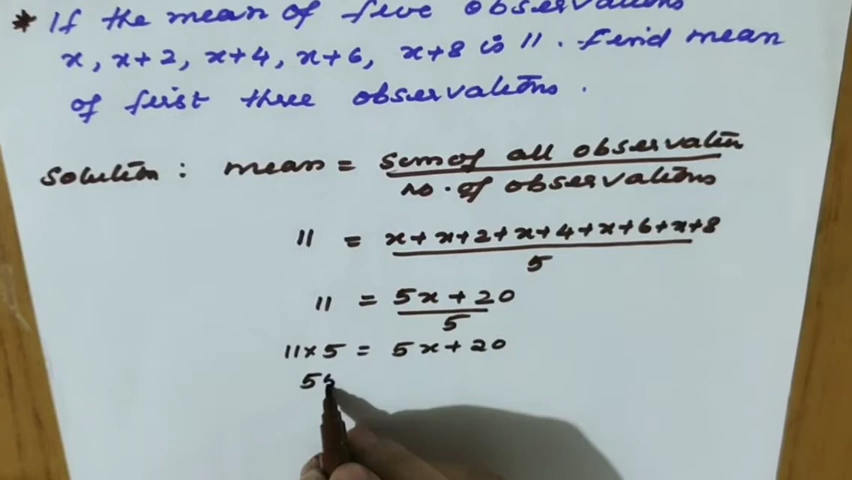 * If the mean of five observations
x, x+2, x+4, x+6, x+8 is 11. Find mean
of first three observations.
Solution : mean = sum of all observation
no. of observations
11 = x+x+2+x+4+x+6+x+8
5
11 = 5x+20
5
11×5 = 5x+20
55